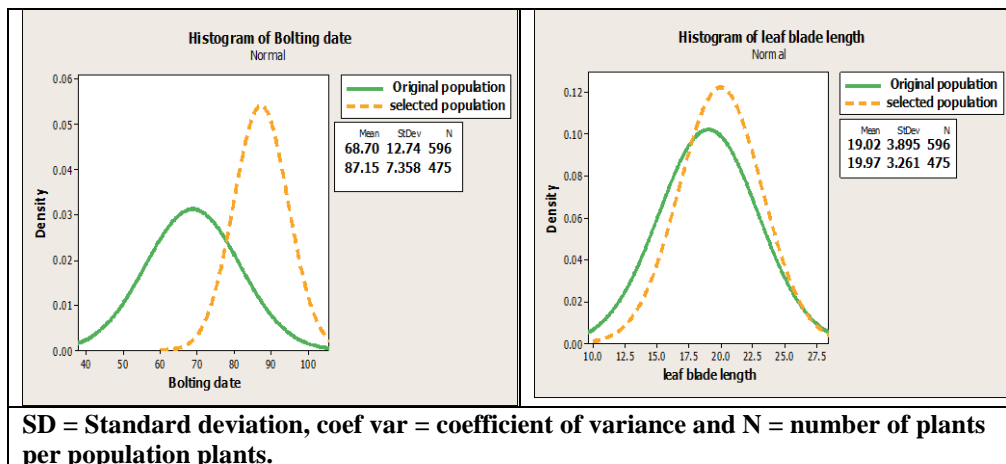 Histogram of Bolting date
Normal
0.06
0.05
0.04
0.03
0.02
0.01
0.00
Density
40 50 60 70 80 90 100
Bolting date
Original population
selected population
Mean StDev N
68.70 12.74 596
87.15 7.358 475
Histogram of leaf blade length
Normal
0.12
0.10
0.08
0.06
0.04
0.02
0.00
Density
10.0 12.5 15.0 17.5 20.0 22.5 25.0 27.5
leaf blade length
Original population
selected population
Mean StDev N
19.02 3.895 596
19.97 3.261 475
SD = Standard deviation, coef var = coefficient of variance and N = number of plants
per population plants.